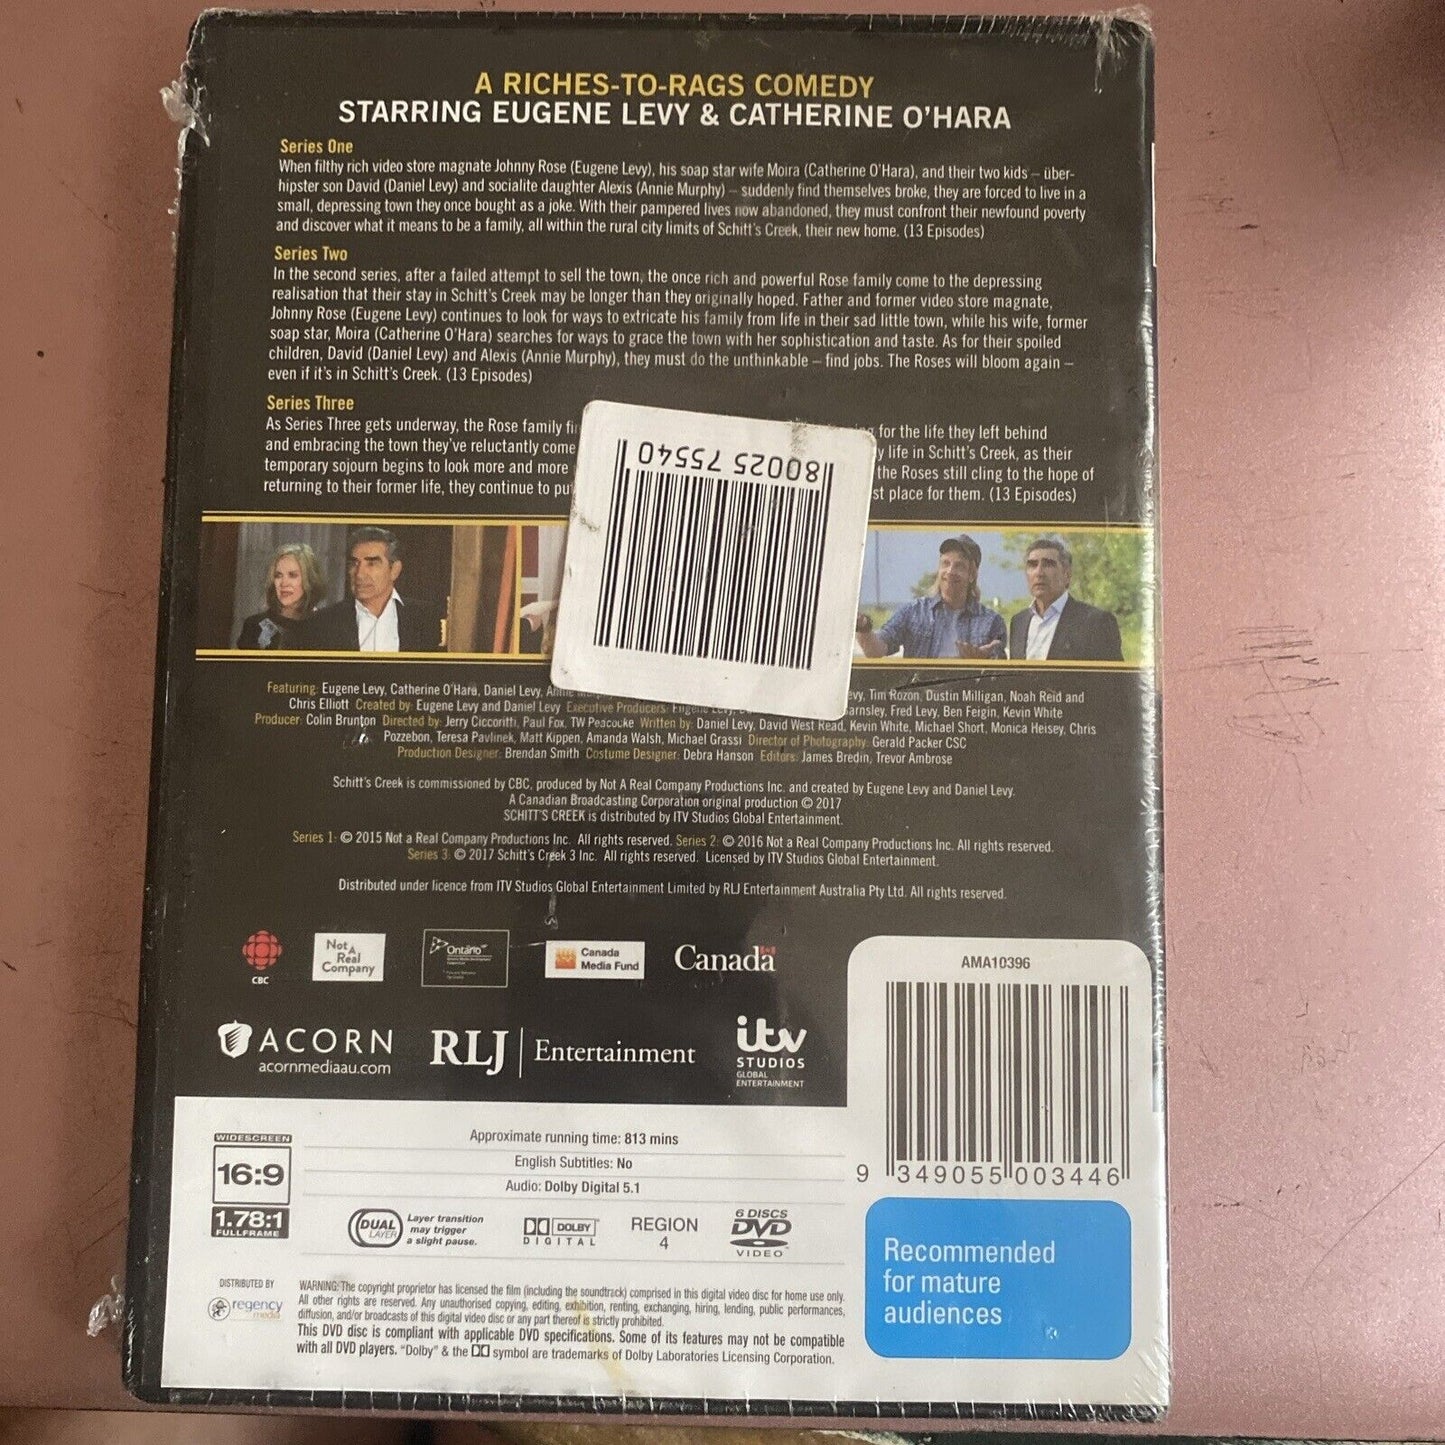 A RICHES-TO-RAGS COMEDY
STARRING EUGENE LEVY & CATHERINE O'HARA
Series One
When filthy rich video store magnate Johnny Rose (Eugene Levy), his soap star wife Moira (Catherine O'Hara), and their two kids – über-
hipster son David (Daniel Levy) and socialite daughter Alexis (Annie Murphy) – suddenly find themselves broke, they are forced to live in a
small, depressing town they once bought as a joke. With their pampered lives now abandoned, they must confront their newfound poverty
and discover what it means to be a family, all within the rural city limits of Schitt's Creek, their new home. (13 Episodes)
Series Two
In the second series, after a failed attempt to sell the town, the once rich and powerful Rose family come to the depressing
realisation that their stay in Schitt's Creek may be longer than they originally hoped. Father and former video store magnate,
Johnny Rose (Eugene Levy) continues to look for ways to extricate his family from life in their sad little town, while his wife, former
soap star, Moira (Catherine O'Hara) searches for ways to grace the town with her sophistication and taste. As for their spoiled
children, David (Daniel Levy) and Alexis (Annie Murphy), they must do the unthinkable – find jobs. The Roses will bloom again –
even if it's in Schitt's Creek. (13 Episodes)
Series Three
As Series Three gets underway, the Rose family for the life they left behind
and embracing the town they've reluctantly come life in Schitt's Creek, as their
temporary sojourn begins to look more and more the Roses still cling to the hope of
returning to their former life, they continue to place for them. (13 Episodes)
80025 75540
Featuring: Eugene Levy, Catherine O'Hara, Daniel Levy, Tim Rozon, Dustin Milligan, Noah Reid and
Chris Elliott Created by: Eugene Levy and Daniel Levy Executive Producers: Fred Levy, Ben Fergin, Kevin White
Producer: Colin Brunton Directed by: Jerry Ciccoritti, Paul Fox, TW Peacocke Written by: Daniel Levy, David West Read, Kevin White, Michael Short, Monica Heisey, Chris
Pozzebon, Teresa Pavlinek, Matt Kippen, Amanda Walsh, Michael Grassi Director of Photography: Gerald Packer CSC
Production Designer: Brendan Smith Costume Designer: Debra Hanson Editors: James Bredin, Trevor Ambrose
Schitt's Creek is commissioned by CBC, produced by Not A Real Company Productions Inc. and created by Eugene Levy and Daniel Levy.
A Canadian Broadcasting Corporation original production © 2017
SCHITT'S CREEK is distributed by ITV Studios Global Entertainment.
Series 1: © 2015 Not a Real Company Productions Inc. All rights reserved. Series 2: © 2016 Not a Real Company Productions Inc. All rights reserved.
Series 3: © 2017 Schitt's Creek 3 Inc. All rights reserved. Licensed by ITV Studios Global Entertainment.
Distributed under licence from ITV Studios Global Entertainment Limited by RLJ Entertainment Australia Pty Ltd. All rights reserved.
CBC
Not
A
Real
Company
Ontario
Canada
Media Fund
Canada
ACORN
acornmediaau.com
RLJ Entertainment
itv
STUDIOS
GLOBAL
ENTERTAINMENT
AMA10396
9 349055 003446
WIDESCREEN
16:9
1.78:1
FULLFRAME
Approximate running time: 813 mins
English Subtitles: No
Audio: Dolby Digital 5.1
DUAL
LAYER
Layer transition
may trigger
a slight pause.
DOLBY
DIGITAL
REGION
4
6 DISCS
DVD
VIDEO
Recommended
for mature
audiences
DISTRIBUTED BY
regency
media
WARNING: The copyright proprietor has licensed the film (including the soundtrack) comprised in this digital video disc for home use only.
All other rights are reserved. Any unauthorised copying, editing, exhibition, renting, exchanging, hiring, lending, public performances,
diffusion, and/or broadcasts of this digital video disc or any part thereof is strictly prohibited.
This DVD disc is compliant with applicable DVD specifications. Some of its features may not be compatible
with all DVD players. "Dolby" & the symbol are trademarks of Dolby Laboratories Licensing Corporation.